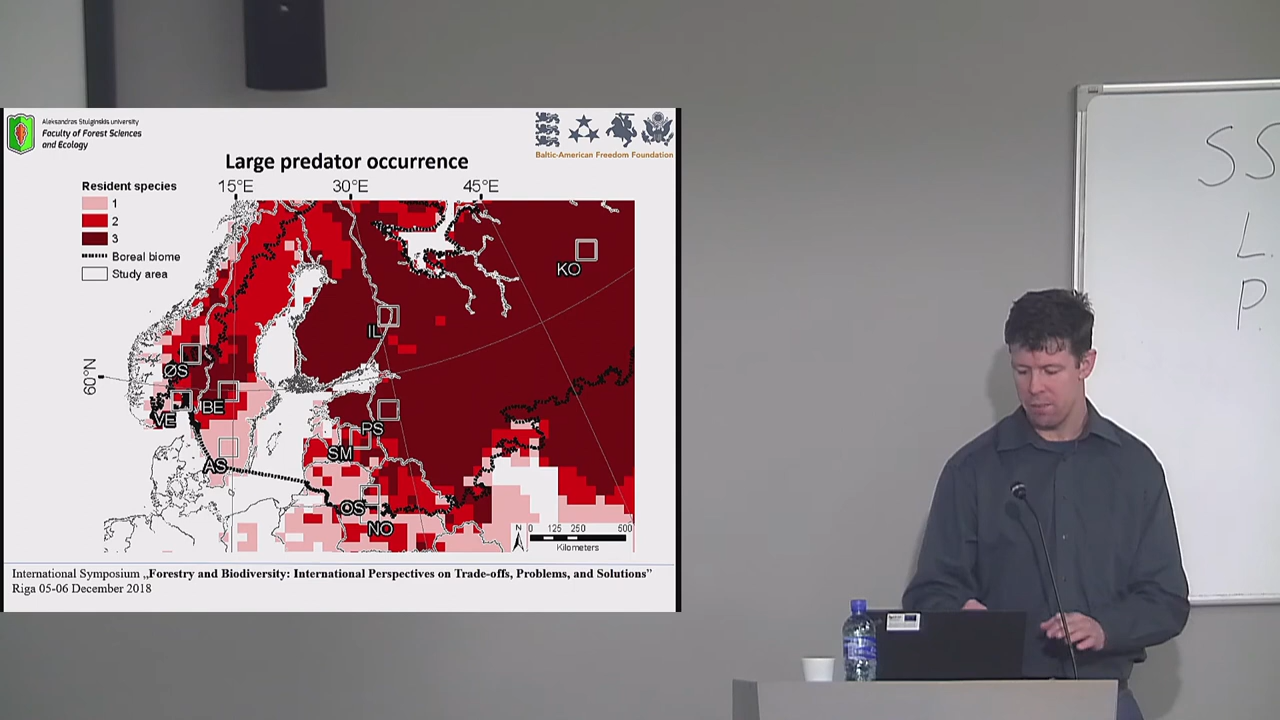 Aleksandras Stulginskis university
Faculty of Forest Sciences
and Ecology
Baltic-American Freedom Foundation
Large predator occurrence
Resident species
1
2
3
Boreal biome
Study area
15°E
30°E
45°E
60°N
KO
IL
ØS
VE
BE
PS
SM
AS
OS
NO
N
0 125 250 500
Kilometers
International Symposium „Forestry and Biodiversity: International Perspectives on Trade-offs, Problems, and Solutions”
Riga 05-06 December 2018
SS
L.
P.